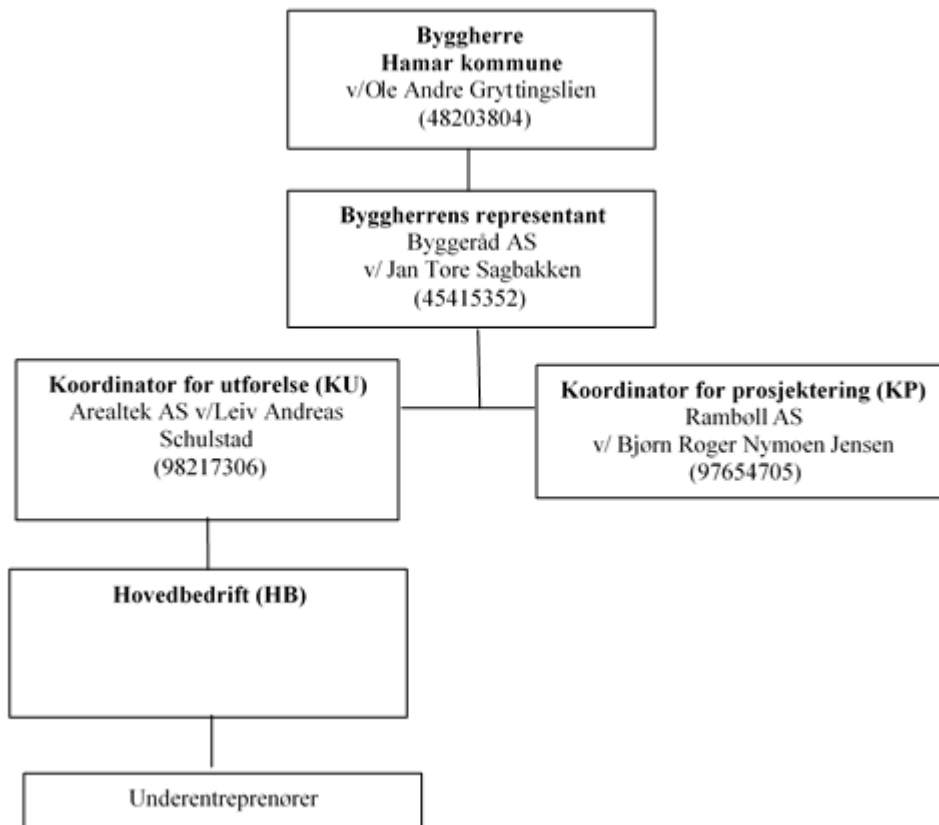 Byggherre
Hamar kommune
v/Ole Andre Gryttingslien
(48203804)
Byggherrens representant
Byggeråd AS
v/ Jan Tore Sagbakken
(45415352)
Koordinator for utførelse (KU)
Arealtek AS v/Leiv Andreas
Schulstad
(98217306)
Koordinator for prosjektering (KP)
Rambøll AS
v/ Bjørn Roger Nymoen Jensen
(97654705)
Hovedbedrift (HB)
Underentreprenører